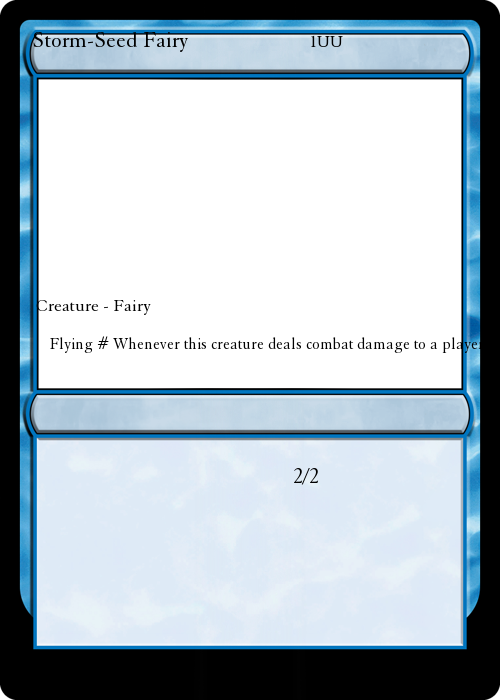 Storm-Seed Fairy 1UU
Creature - Fairy
Flying # Whenever this creature deals combat damage to a player
2/2